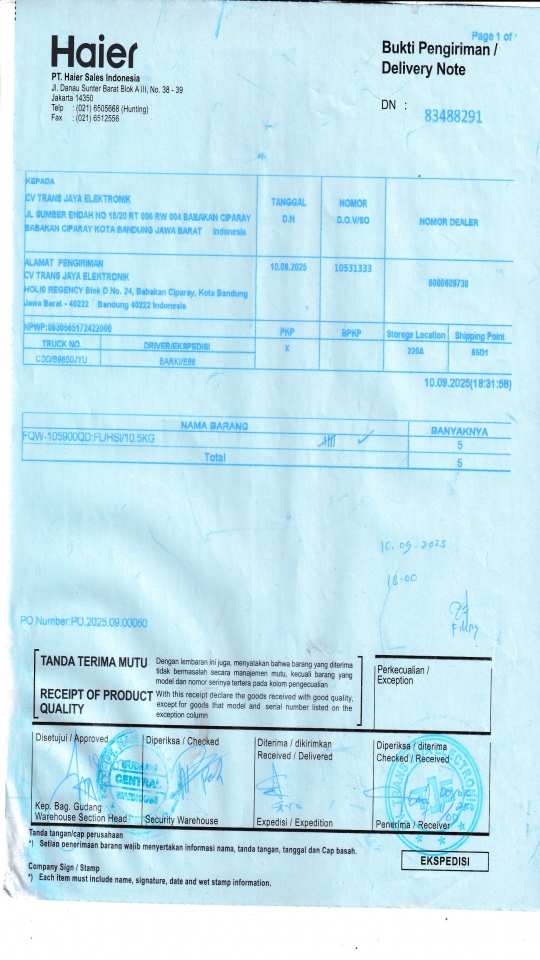 Page 1 of
Haier
Bukti Pengiriman /
Delivery Note
PT. Haier Sales Indonesia
Jl. Danau Sunter Barat Blok A III, No. 38 - 39
Jakarta 14350
Telp : (021) 6505668 (Hunting)
Fax : (021) 6512556
DN : 83488291
KEPADA
CV TRANS JAYA ELEKTRONIK
JL SUMBER ENDAH NO 18/20 RT 006 RW 004 BABAKAN CIPARAY
BABAKAN CIPARAY KOTA BANDUNG JAWA BARAT Indonesia
TANGGAL
D.N
NOMOR
D.O.V/SO
NOMOR DEALER
ALAMAT PENGIRIMAN
CV TRANS JAYA ELEKTRONIK
HOLIS REGENCY Blok D No. 24, Babakan Ciparay, Kota Bandung
Jawa Barat - 40222 Bandung 40222 Indonesia
10.09.2025
10531333
NPWP:
PKP
BPKP
Storege Location
Shipping Point
TRUCK NO.
DRIVER/EKSPEDISI
X
226A
65D1
BARKI/E66
10.09.2025(18:31:58)
NAMA BARANG
BANYAKNYA
FQW-105900QD:FL/HSI/10.5KG
5
Total
5
10.09.2025
18.00
PO Number:PO.2025.09.00060
TANDA TERIMA MUTU
Dengan lembaran ini juga, menyatakan bahwa barang yang diterima
tidak bermasalah secara manajemen mutu, kecuali barang yang
model dan nomor serinya tertera pada kolom pengecualian
RECEIPT OF PRODUCT
QUALITY
With this receipt declare the goods received with good quality,
except for goods that model and serial number listed on the
exception column
Perkecualian /
Exception
Disetujui / Approved
Diperiksa / Checked
Diterima / dikirimkan
Received / Delivered
Diperiksa / diterima
Checked / Received
GUDANG
CENTRAL
Kep. Bag. Gudang
Warehouse Section Head
Security Warehouse
Expedisi / Expedition
Penerima / Receiver
Tanda tangan/cap perusahaan
*) Setiap penerimaan barang wajib menyertakan informasi nama, tanda tangan, tanggal dan Cap basah.
EKSPEDISI
Company Sign / Stamp
*) Each item must include name, signature, date and wet stamp information.